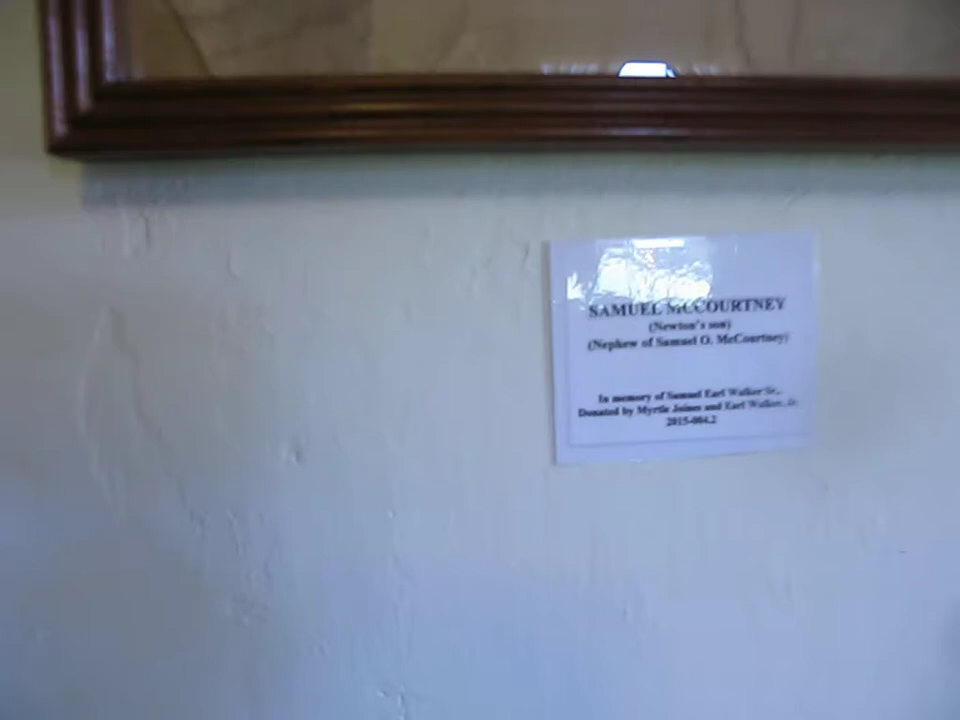 SAMUEL MCCOURTNEY
(Newton's son)
(Nephew of Samuel O. McCourtney)
In memory of Samuel Earl Walker Sr.,
Donated by Myrtle Joines and Earl Walker, Jr.
2015-004.2